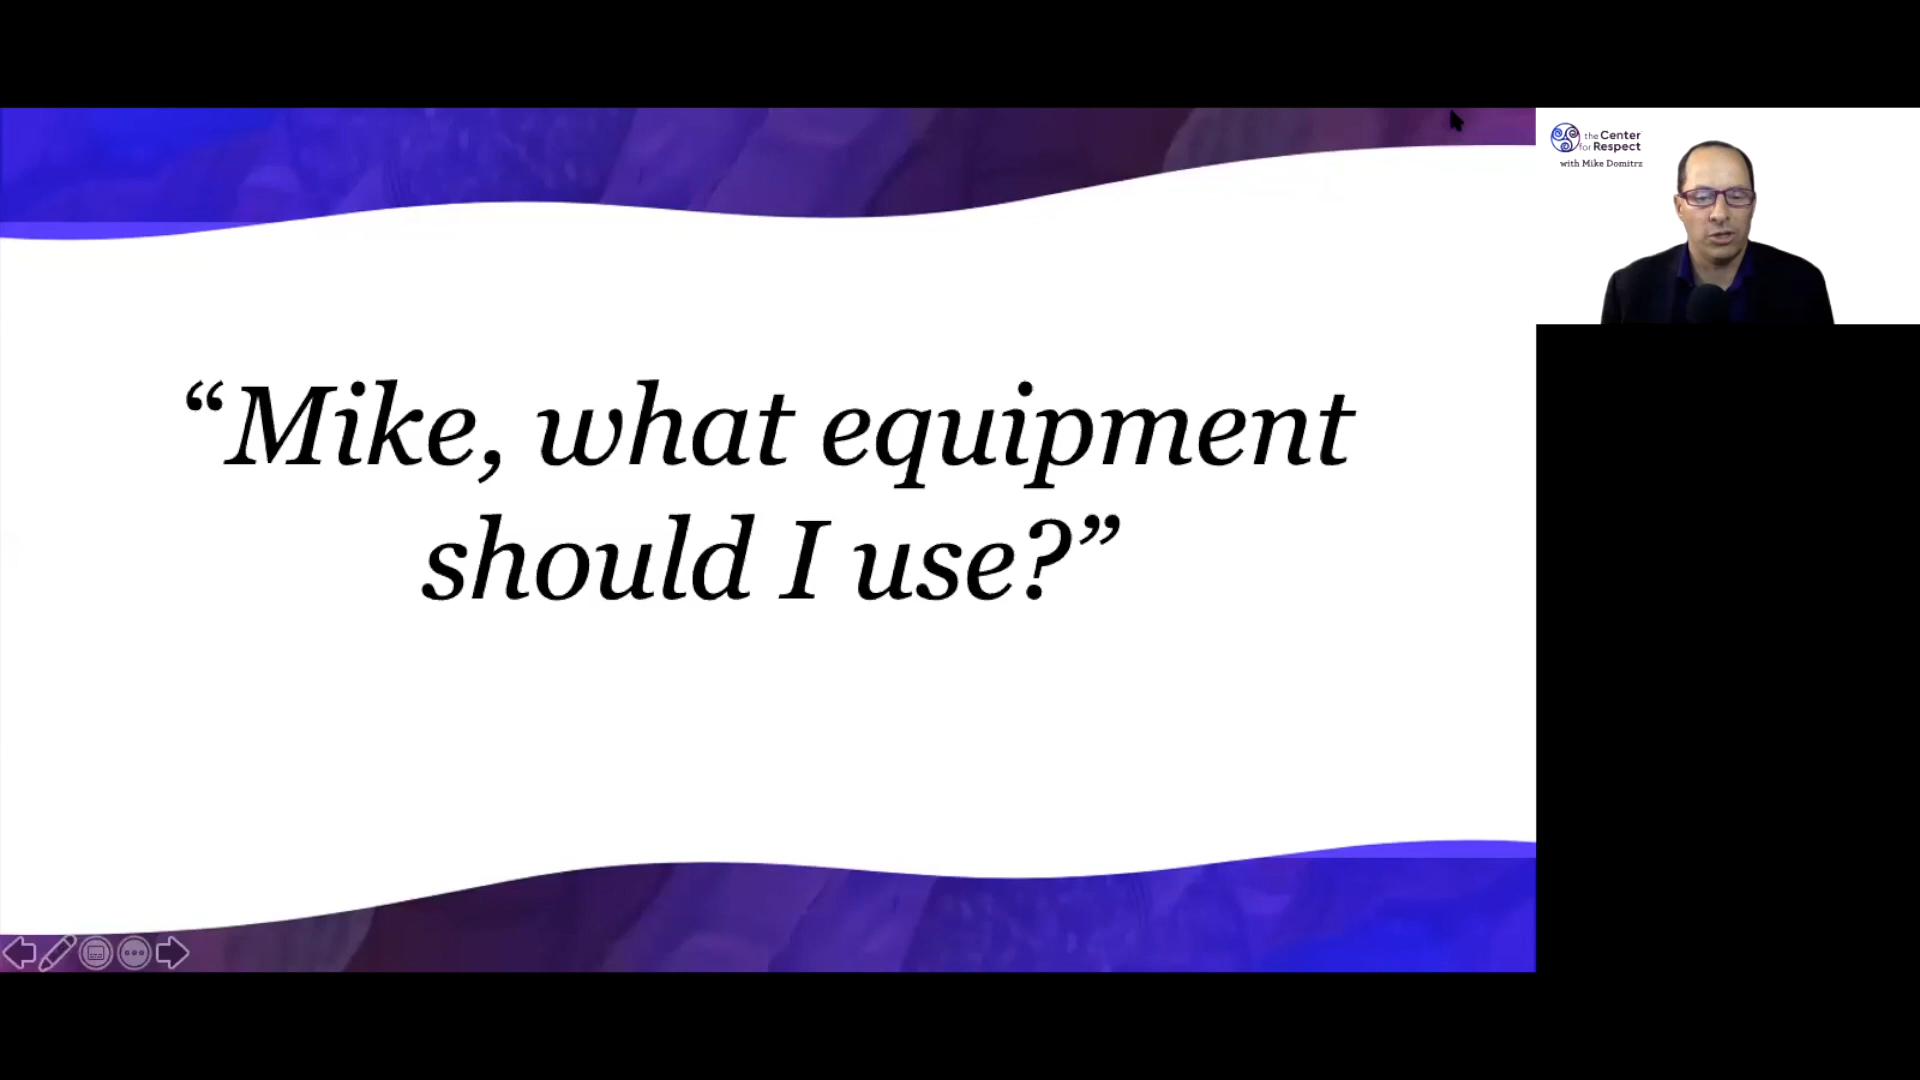 “Mike, what equipment
should I use?”
the Center
for Respect
with Mike Domitrz